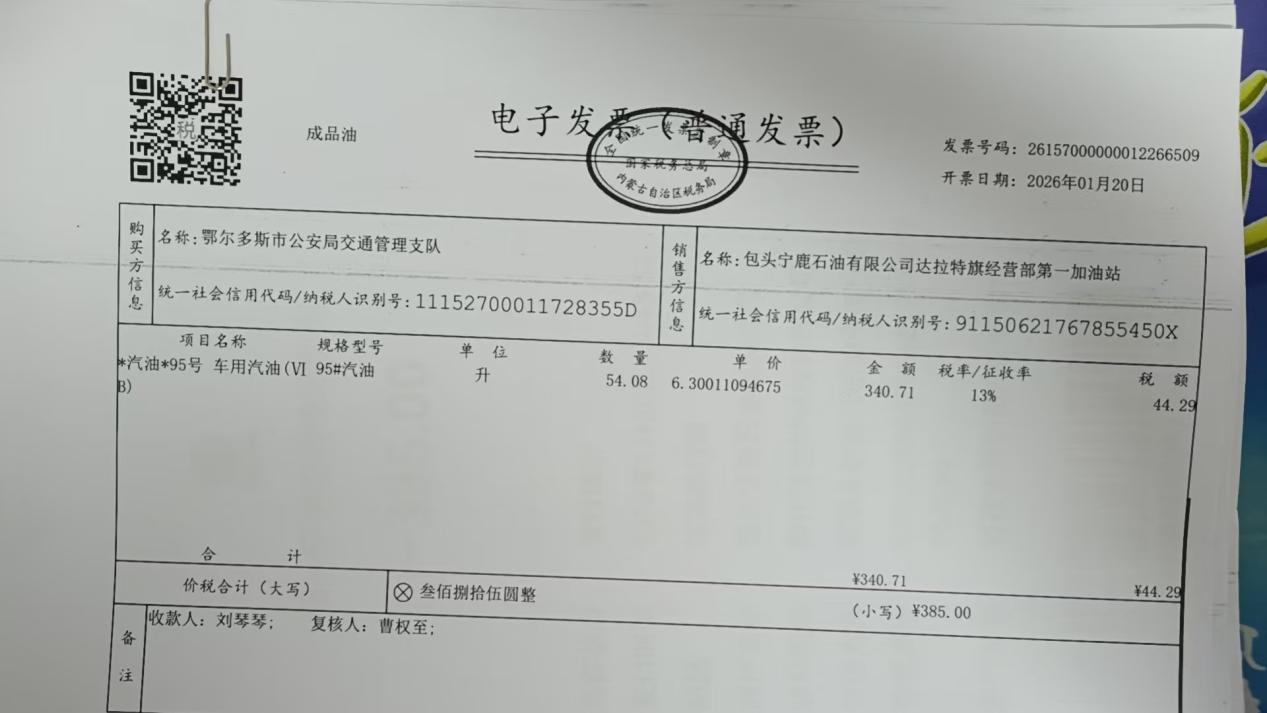 电子发票（普通发票）
成品油
税
全国统一发票监制章
国家税务总局
内蒙古自治区税务局
发票号码：26157000000012266509
开票日期：2026年01月20日
购买方信息
名称：鄂尔多斯市公安局交通管理支队
统一社会信用代码/纳税人识别号：11152700011728355D
销售方信息
名称：包头宁鹿石油有限公司达拉特旗经营部第一加油站
统一社会信用代码/纳税人识别号：91150621767855450X
项目名称 规格型号 单 位 数 量 单 价 金 额 税率/征收率 税 额
*汽油*95号 车用汽油(VI 95#汽油 升 54.08 6.30011094675 340.71 13% 44.29
B)
合 计 ¥340.71 ¥44.29
价税合计（大写） 叁佰捌拾伍圆整 （小写）¥385.00
备注
收款人：刘琴琴; 复核人：曹权至;